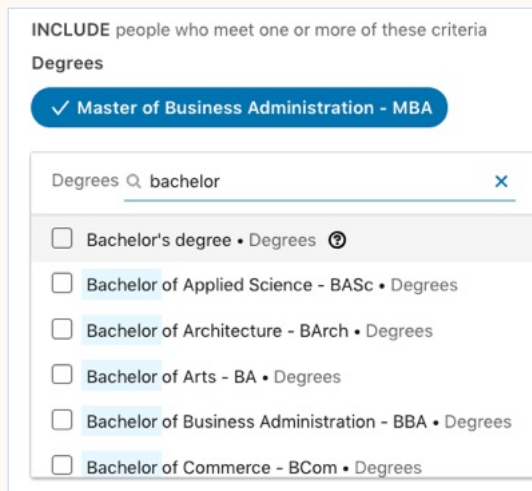 INCLUDE people who meet one or more of these criteria
Degrees
✓ Master of Business Administration - MBA
Degrees bachelor ✕
Bachelor's degree • Degrees ?
Bachelor of Applied Science - BASc • Degrees
Bachelor of Architecture - BArch • Degrees
Bachelor of Arts - BA • Degrees
Bachelor of Business Administration - BBA • Degrees
Bachelor of Commerce - BCom • Degrees